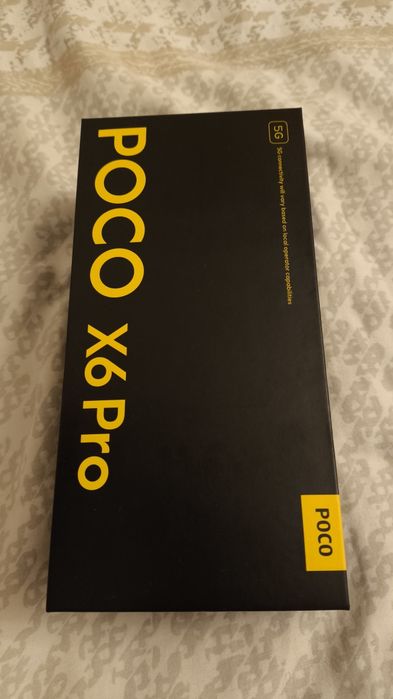 5G
5G connectivity will vary based on local operator capabilities
POCO X6 Pro
POCO